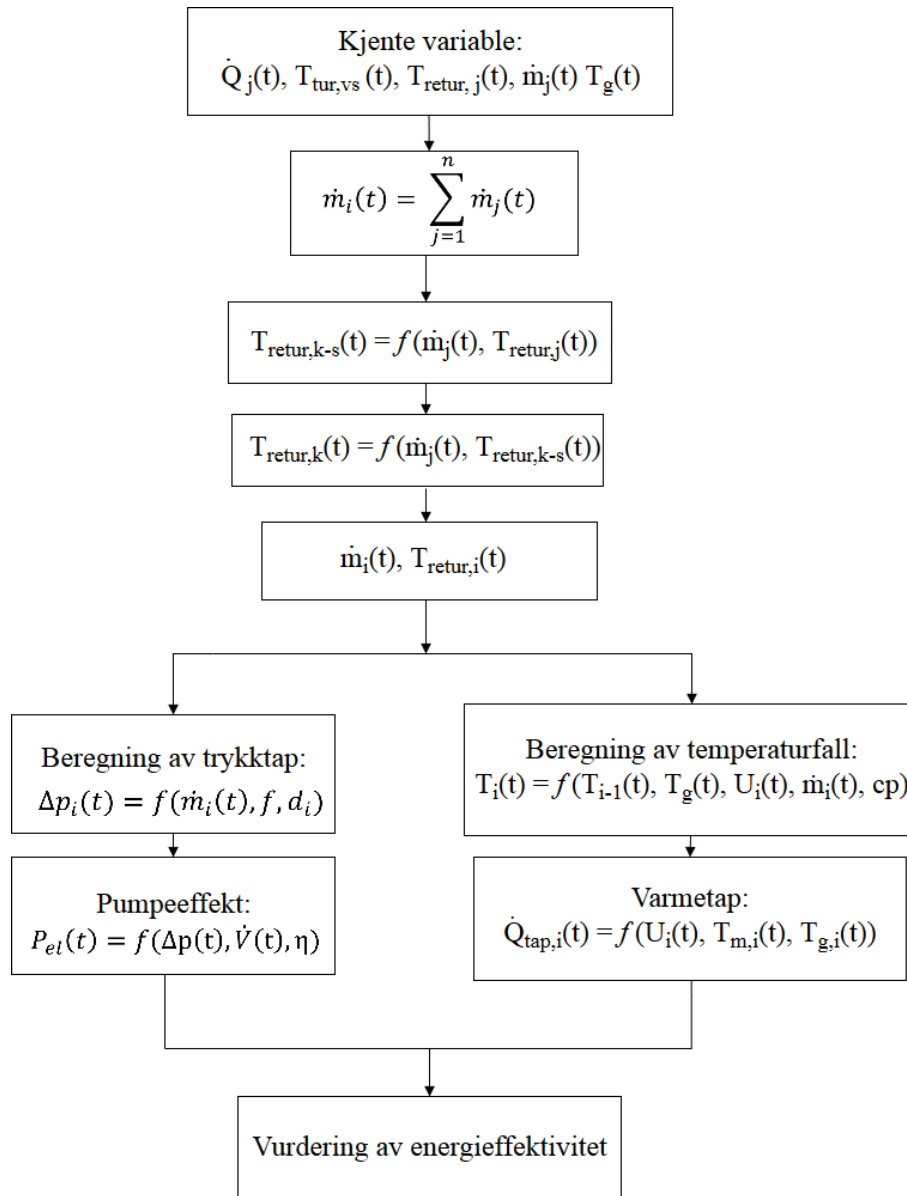 Kjente variable:
Q̇ j(t), Ttur,vs (t), Tretur, j(t), ṁj(t) Tg(t)
ṁi(t) = ∑_{j=1}^{n} ṁj(t)
Tretur,k-s(t) = f(ṁj(t), Tretur,j(t))
Tretur,k(t) = f(ṁj(t), Tretur,k-s(t))
ṁi(t), Tretur,i(t)
Beregning av trykktap:
Δpi(t) = f(ṁi(t), f, di)
Pumpeeffekt:
Pel(t) = f(Δp(t), V̇(t), η)
Beregning av temperaturfall:
Ti(t) = f(Ti-1(t), Tg(t), Ui(t), ṁi(t), cp)
Varmetap:
Q̇tap,i(t) = f(Ui(t), Tm,i(t), Tg,i(t))
Vurdering av energieffektivitet